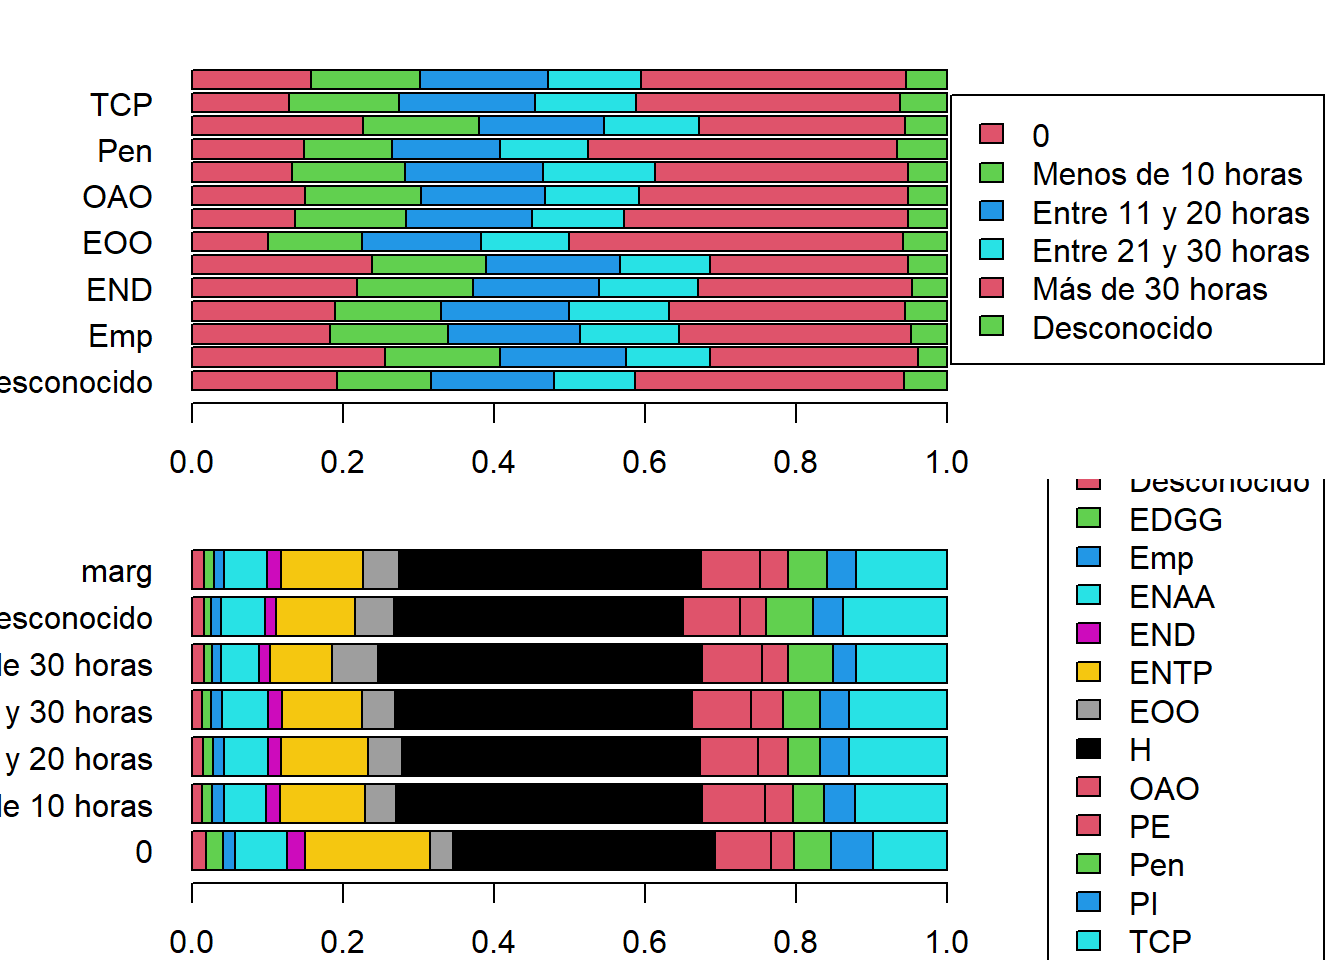 TCP
Pen
OAO
EOO
END
Emp
esconocido
0.0 0.2 0.4 0.6 0.8 1.0
0
Menos de 10 horas
Entre 11 y 20 horas
Entre 21 y 30 horas
Más de 30 horas
Desconocido
marg
esconocido
de 30 horas
y 30 horas
y 20 horas
de 10 horas
0
0.0 0.2 0.4 0.6 0.8 1.0
Desconocido
EDGG
Emp
ENAA
END
ENTP
EOO
H
OAO
PE
Pen
PI
TCP